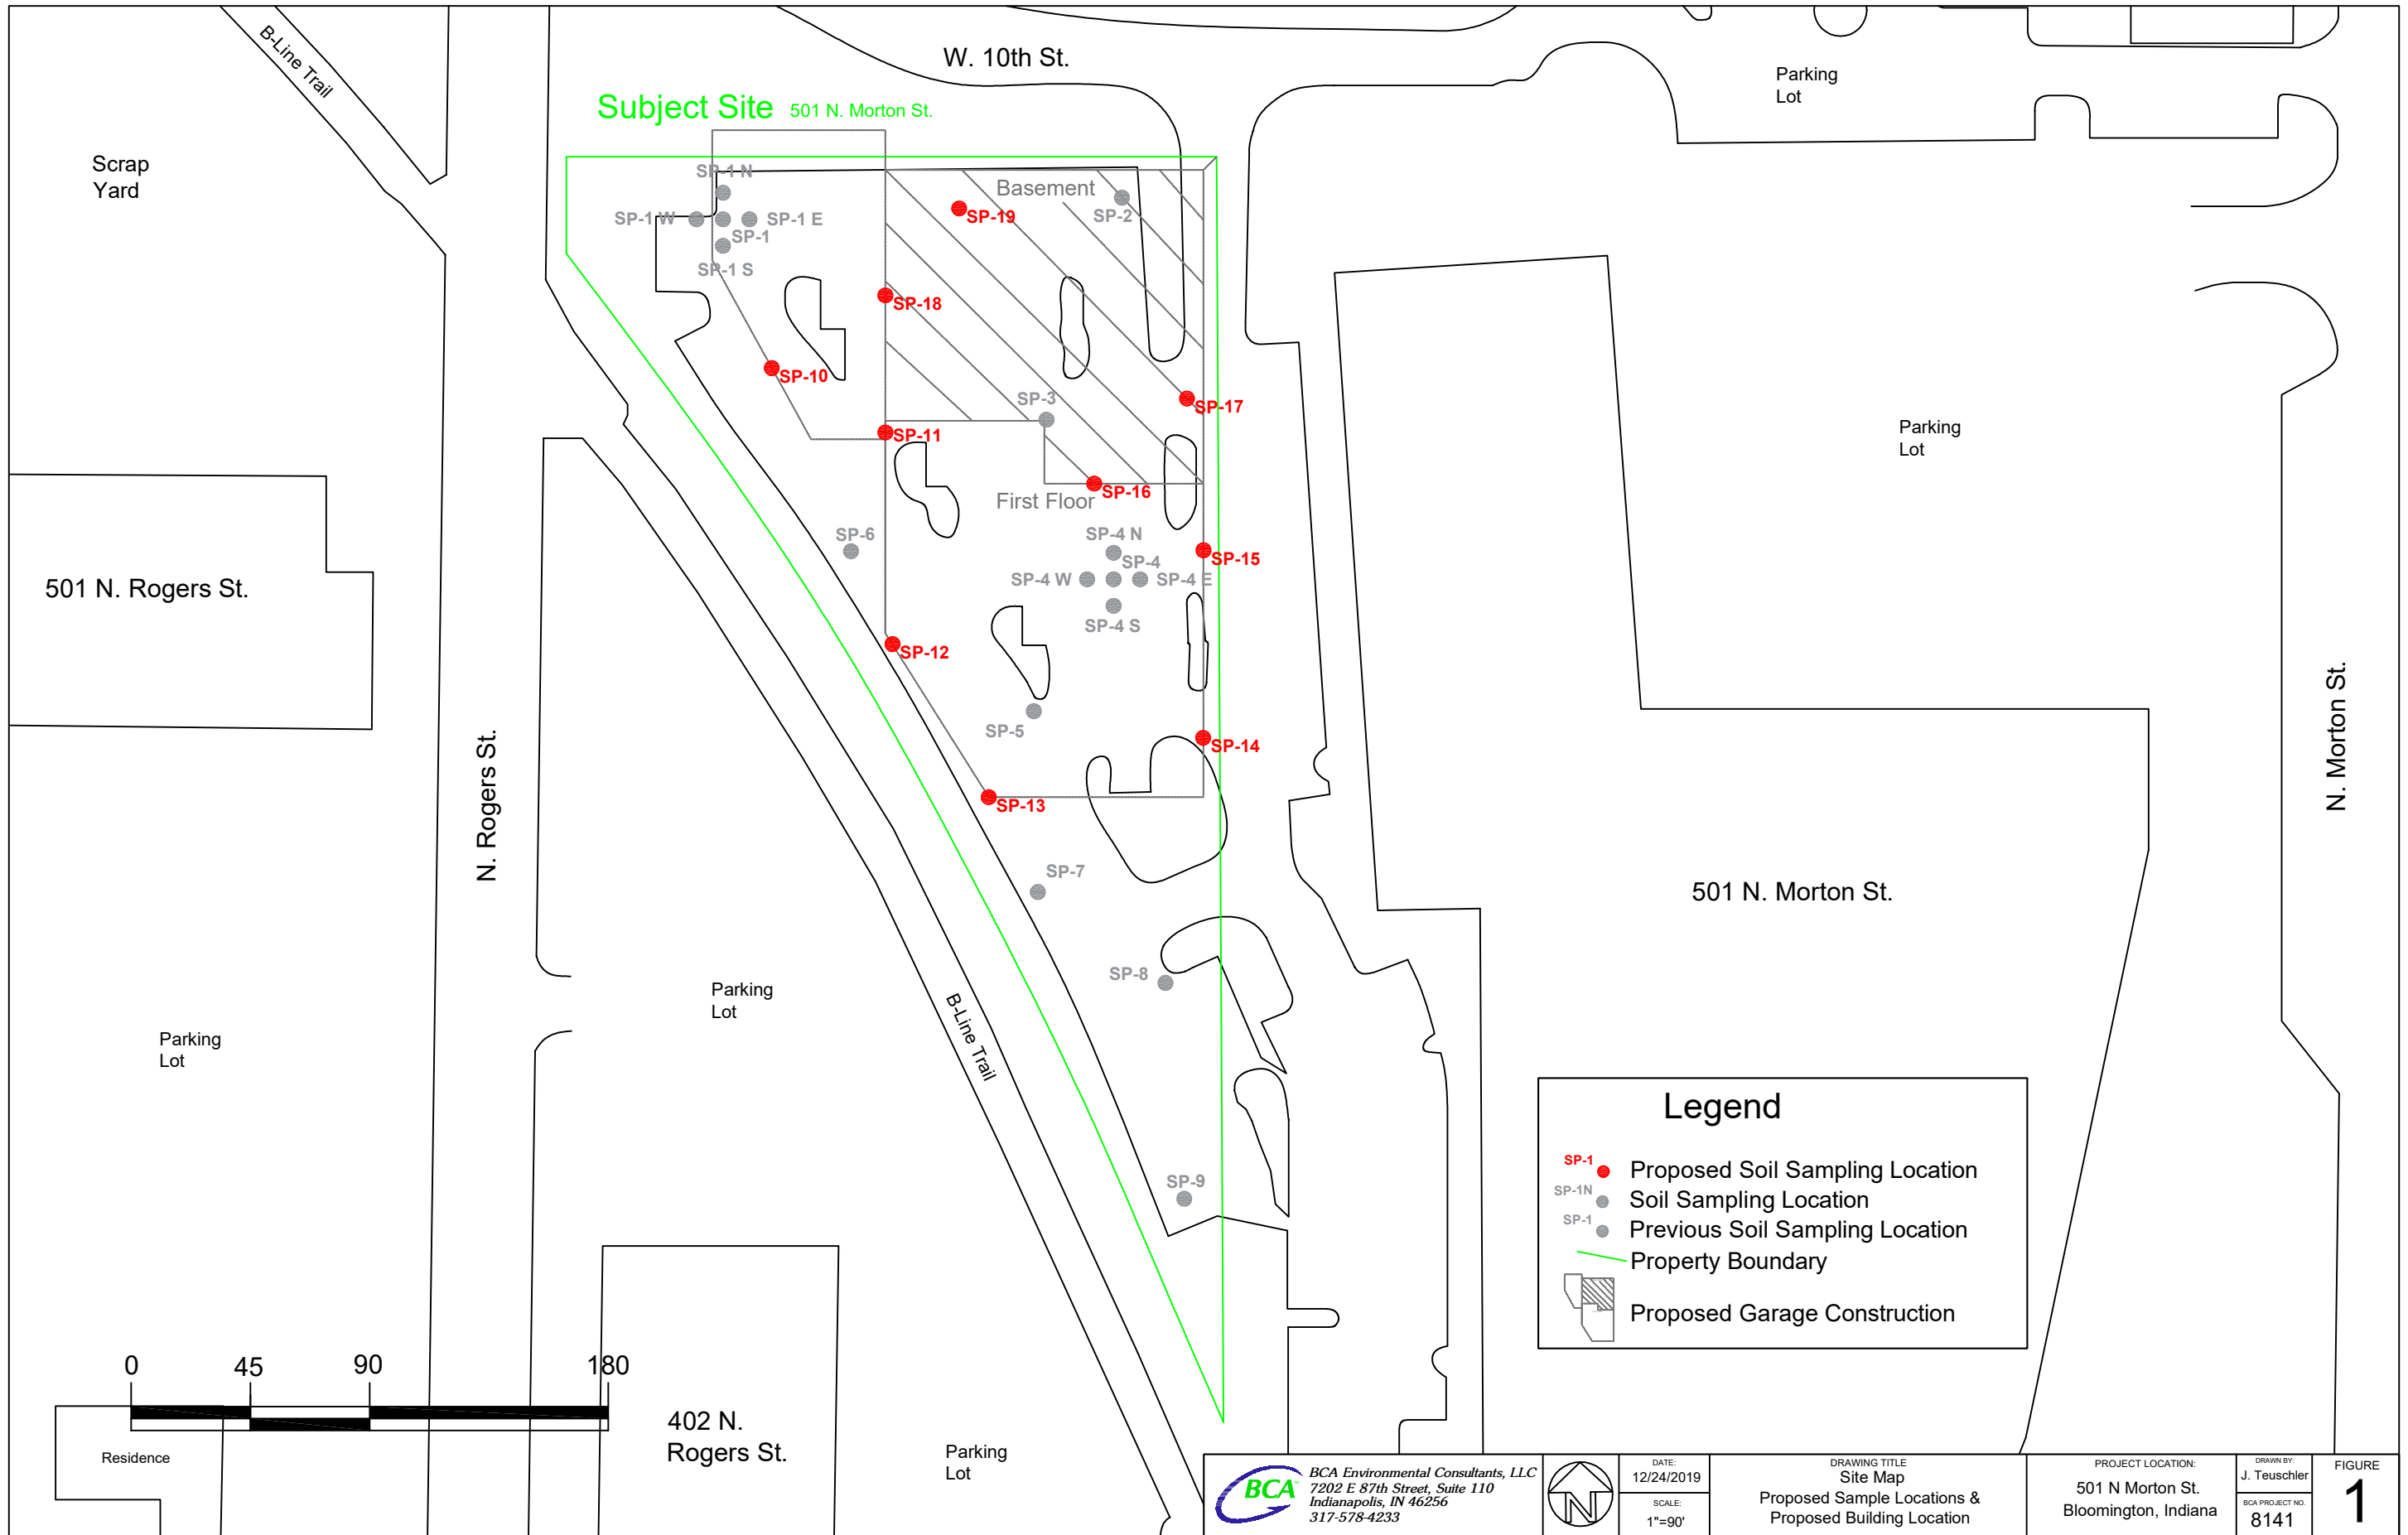 B-Line Trail
W. 10th St.
Parking
Lot
Subject Site 501 N. Morton St.
Scrap
Yard
SP-1 N
SP-1 W
SP-1 E
SP-1
SP-1 S
Basement
SP-2
SP-19
SP-18
SP-10
SP-3
SP-17
SP-11
SP-16
First Floor
Parking
Lot
SP-6
SP-4 N
SP-4
SP-4 W
SP-4 E
SP-4 S
SP-15
501 N. Rogers St.
SP-12
SP-5
SP-14
SP-13
N. Rogers St.
N. Morton St.
SP-7
501 N. Morton St.
SP-8
Parking
Lot
Parking
Lot
B-Line Trail
SP-9
Legend
SP-1 Proposed Soil Sampling Location
SP-1N Soil Sampling Location
SP-1 Previous Soil Sampling Location
Property Boundary
Proposed Garage Construction
0 45 90 180
402 N.
Rogers St.
Residence
Parking
Lot
BCA
BCA Environmental Consultants, LLC
7202 E 87th Street, Suite 110
Indianapolis, IN 46256
317-578-4233
N
DATE:
12/24/2019
SCALE:
1"=90'
DRAWING TITLE
Site Map
Proposed Sample Locations &
Proposed Building Location
PROJECT LOCATION:
501 N Morton St.
Bloomington, Indiana
DRAWN BY:
J. Teuschler
BCA PROJECT NO.
8141
FIGURE
1